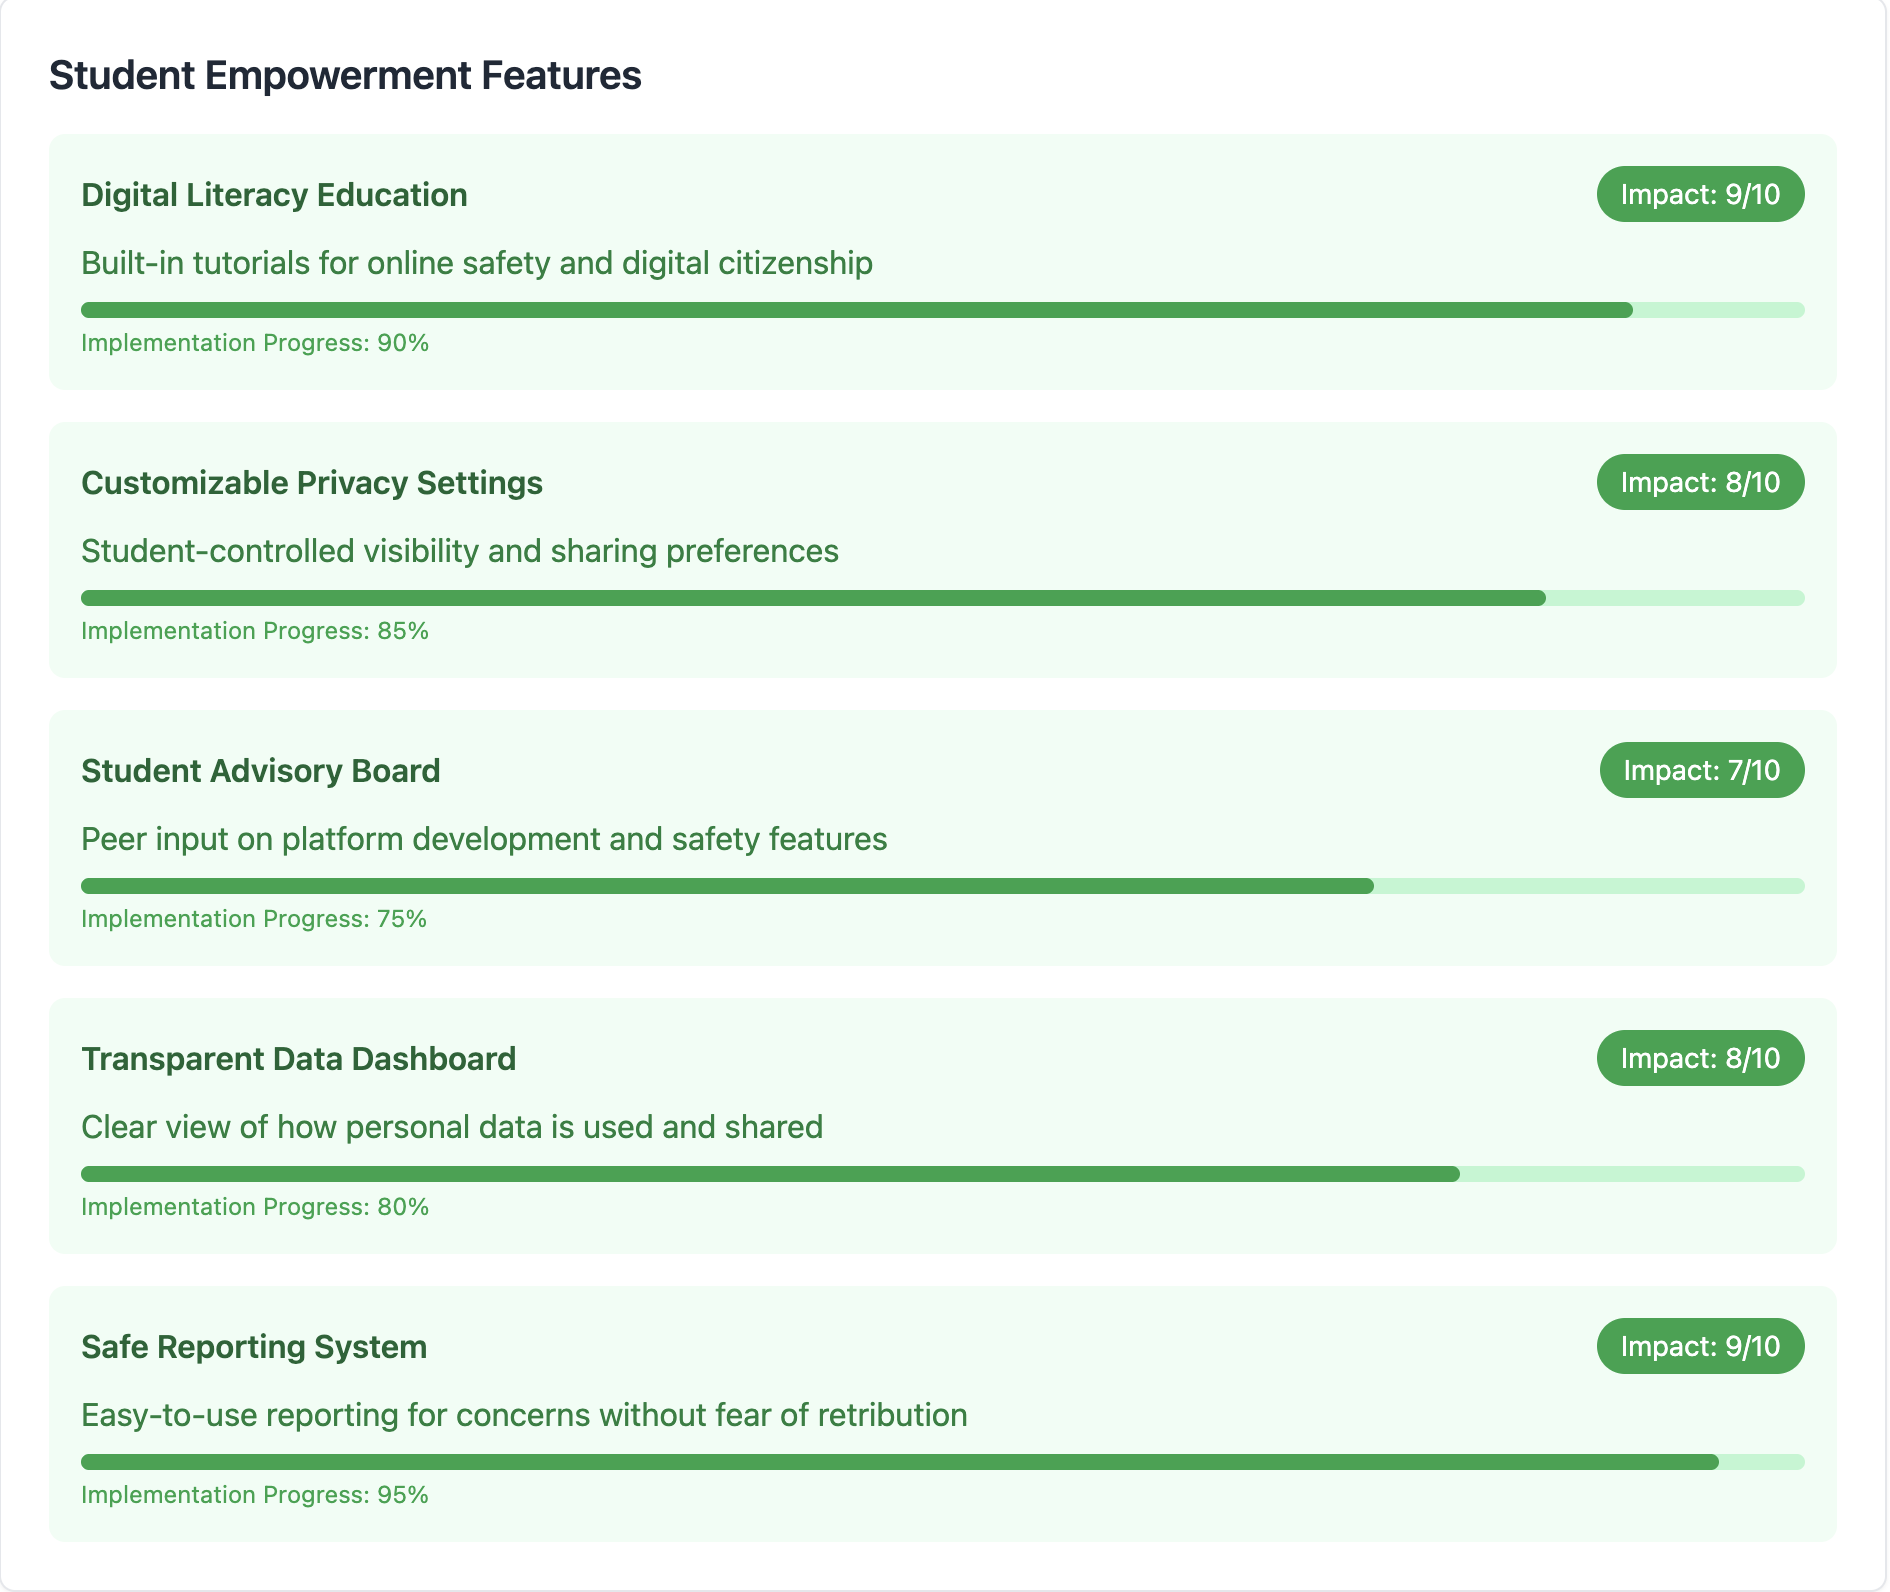 Student Empowerment Features
Digital Literacy Education
Impact: 9/10
Built-in tutorials for online safety and digital citizenship
Implementation Progress: 90%
Customizable Privacy Settings
Impact: 8/10
Student-controlled visibility and sharing preferences
Implementation Progress: 85%
Student Advisory Board
Impact: 7/10
Peer input on platform development and safety features
Implementation Progress: 75%
Transparent Data Dashboard
Impact: 8/10
Clear view of how personal data is used and shared
Implementation Progress: 80%
Safe Reporting System
Impact: 9/10
Easy-to-use reporting for concerns without fear of retribution
Implementation Progress: 95%